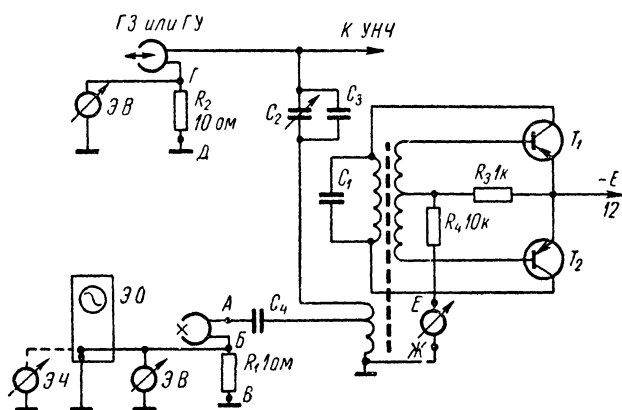 ГЗ или ГУ
К УНЧ
Г
ЭВ
R₂
10 ом
Д
C₂
C₃
C₁
T₁
R₃ 1к
-E
12
R₄ 10к
T₂
E
Ж
ЭО
А
C₄
Б
ЭЧ
ЭВ
R₁ 1ом
В